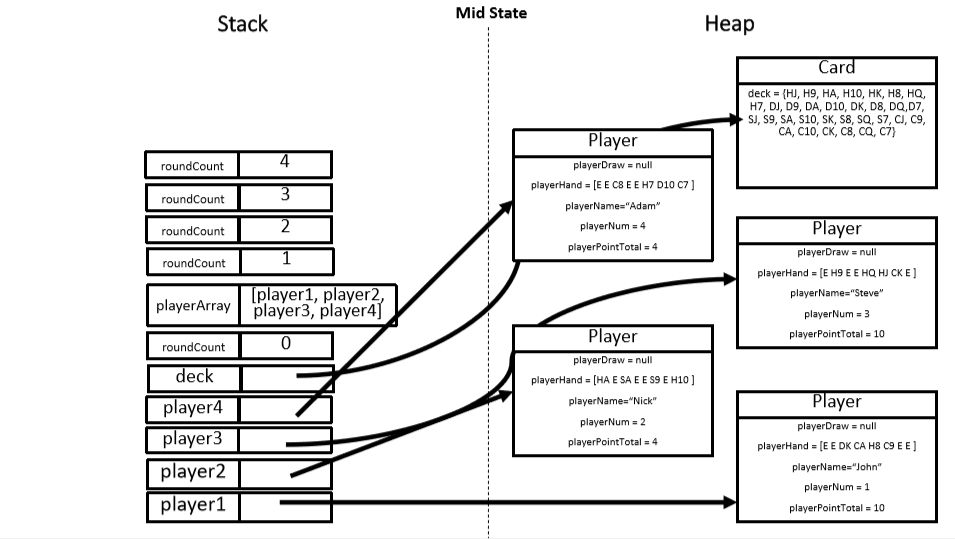 Mid State
Stack
Heap
roundCount 4
roundCount 3
roundCount 2
roundCount 1
playerArray [player1, player2,
player3, player4]
roundCount 0
deck
player4
player3
player2
player1
Player
playerDraw = null
playerHand = [E E C8 E E H7 D10 C7 ]
playerName="Adam"
playerNum = 4
playerPointTotal = 4
Player
playerDraw = null
playerHand = [HA E SA E E S9 E H10 ]
playerName="Nick"
playerNum = 2
playerPointTotal = 4
Card
deck = {HJ, H9, HA, H10, HK, H8, HQ,
H7, DJ, D9, DA, D10, DK, D8, DQ,D7,
SJ, S9, SA, S10, SK, S8, SQ, S7, CJ, C9,
CA, C10, CK, C8, CQ, C7}
Player
playerDraw = null
playerHand = [E H9 E E HQ HJ CK E ]
playerName="Steve"
playerNum = 3
playerPointTotal = 10
Player
playerDraw = null
playerHand = [E E DK CA H8 C9 E E ]
playerName="John"
playerNum = 1
playerPointTotal = 10